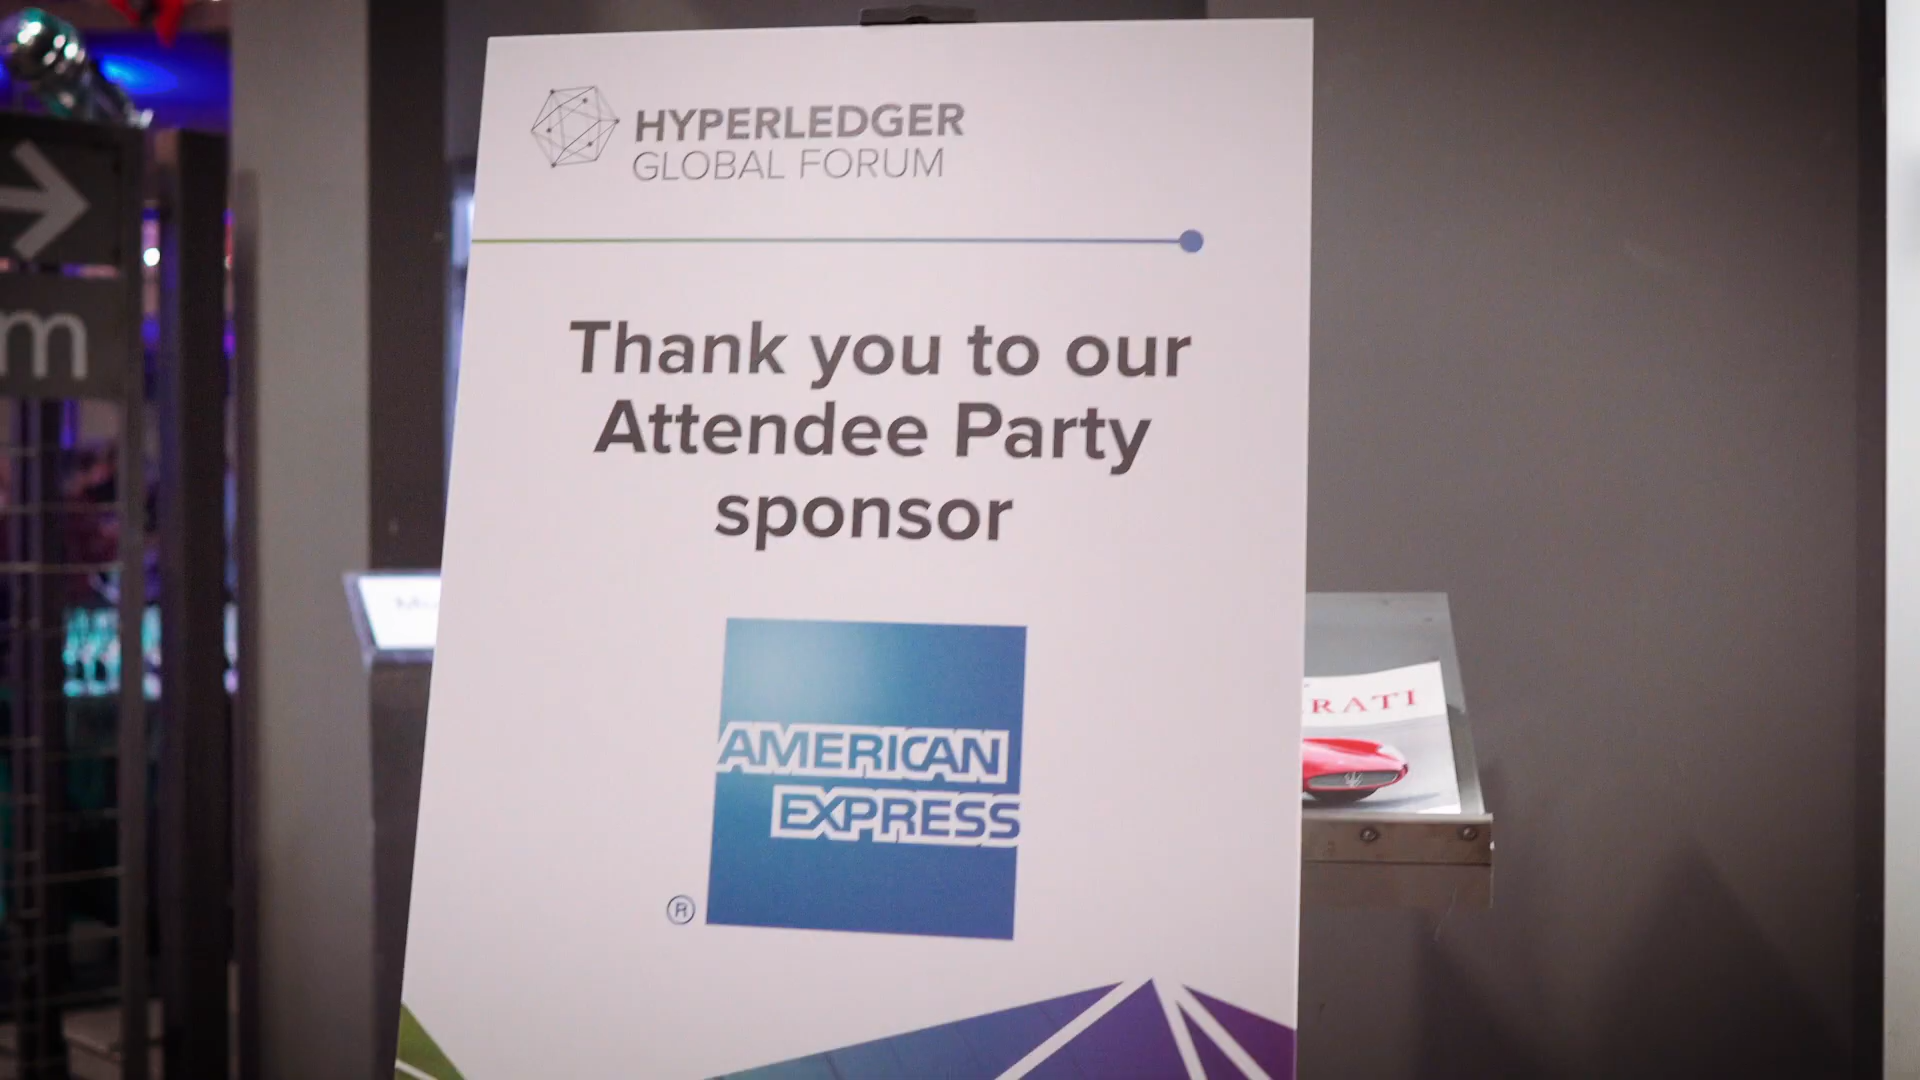 HYPERLEDGER
GLOBAL FORUM
Thank you to our
Attendee Party
sponsor
AMERICAN
EXPRESS
®
RATI
m